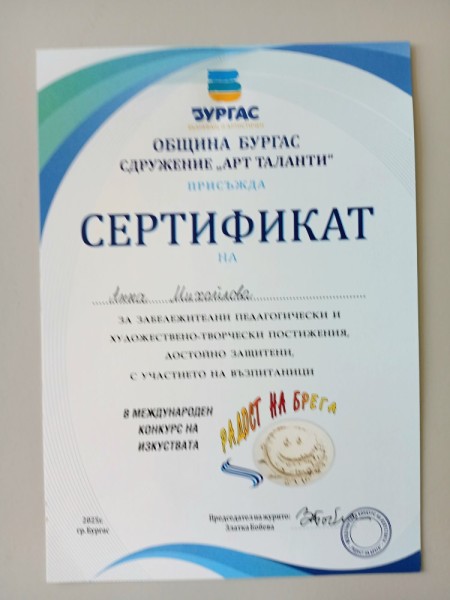 БУРГАС
ОБЩИНА БУРГАС
СДРУЖЕНИЕ „АРТ ТАЛАНТИ“
ПРИСЪЖДА
СЕРТИФИКАТ
НА
Анна Михайлова
ЗА ЗАБЕЛЕЖИТЕЛНИ ПЕДАГОГИЧЕСКИ И
ХУДОЖЕСТВЕНО-ТВОРЧЕСКИ ПОСТИЖЕНИЯ,
ДОСТОЙНО ЗАЩИТЕНИ,
С УЧАСТИЕТО НА ВЪЗПИТАНИЦИ
В МЕЖДУНАРОДЕН
КОНКУРС НА
ИЗКУСТВАТА
РАДОСТ НА БРЕГА
2025г.
гр.Бургас
Председател на журито:
Златка Бобева